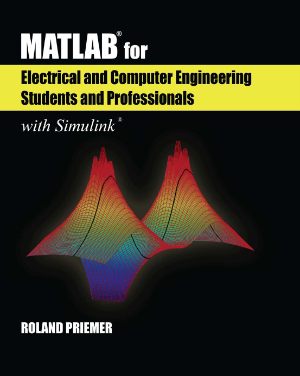 MATLAB® for
Electrical and Computer Engineering
Students and Professionals
with Simulink®
ROLAND PRIEMER